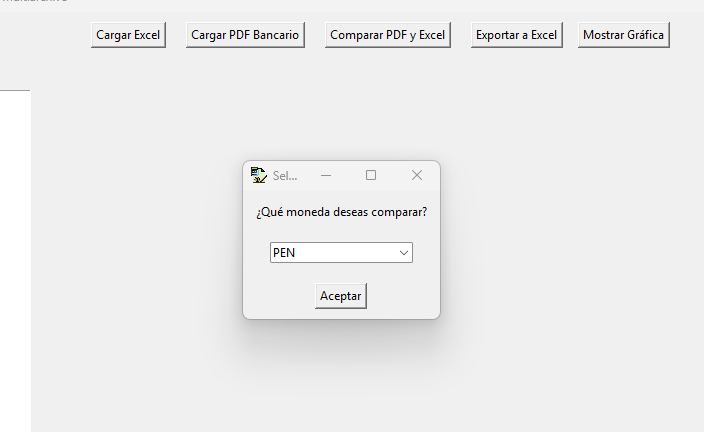 Cargar Excel
Cargar PDF Bancario
Comparar PDF y Excel
Exportar a Excel
Mostrar Gráfica
Sel...
¿Qué moneda deseas comparar?
PEN
Aceptar